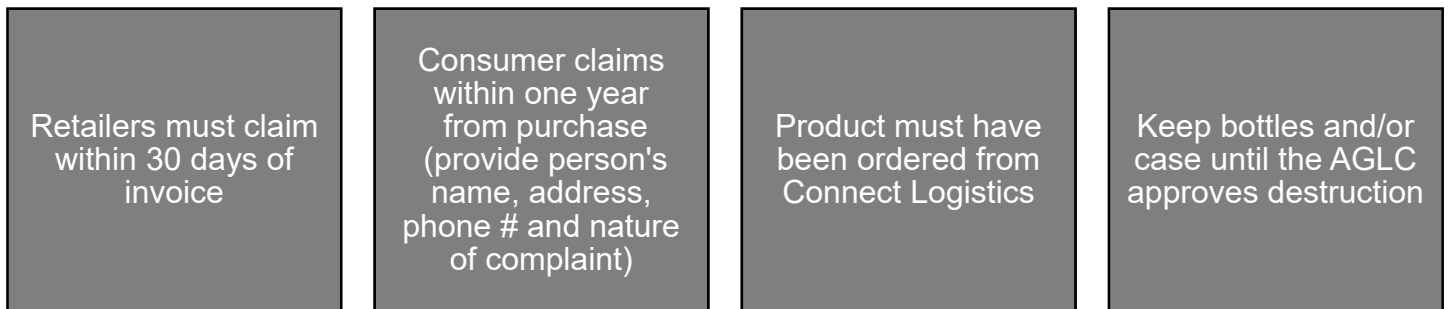 Retailers must claim
within 30 days of
invoice
Consumer claims
within one year
from purchase
(provide person's
name, address,
phone # and nature
of complaint)
Product must have
been ordered from
Connect Logistics
Keep bottles and/or
case until the AGLC
approves destruction